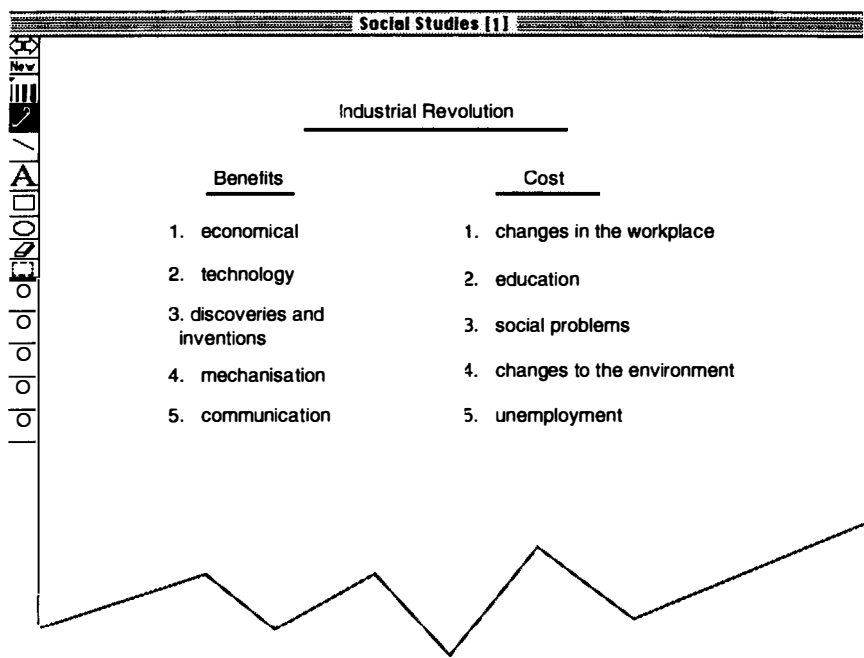 Social Studies [1]
New
A
Industrial Revolution
Benefits
1. economical
2. technology
3. discoveries and
inventions
4. mechanisation
5. communication
Cost
1. changes in the workplace
2. education
3. social problems
4. changes to the environment
5. unemployment